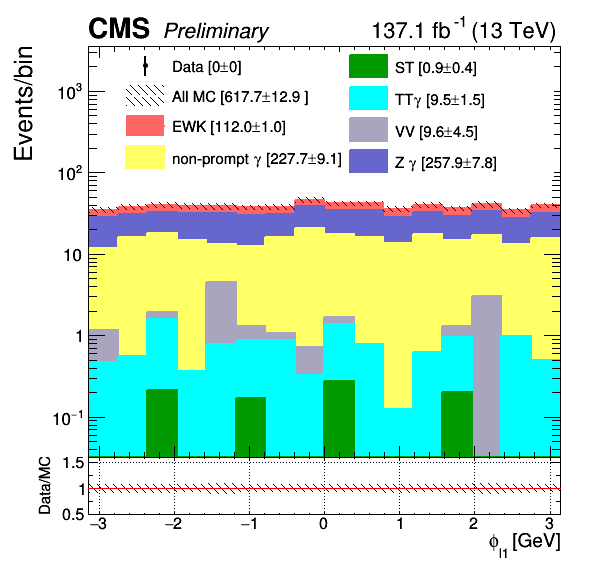 CMS Preliminary 137.1 fb⁻¹ (13 TeV)
Events/bin
Data [0±0]
All MC [617.7±12.9 ]
EWK [112.0±1.0]
non-prompt γ [227.7±9.1]
ST [0.9±0.4]
TTγ [9.5±1.5]
VV [9.6±4.5]
Z γ [257.9±7.8]
10³
10²
10
1
10⁻¹
Data/MC
1.5
1
0.5
−3 −2 −1 0 1 2 3
ϕ_l1 [GeV]